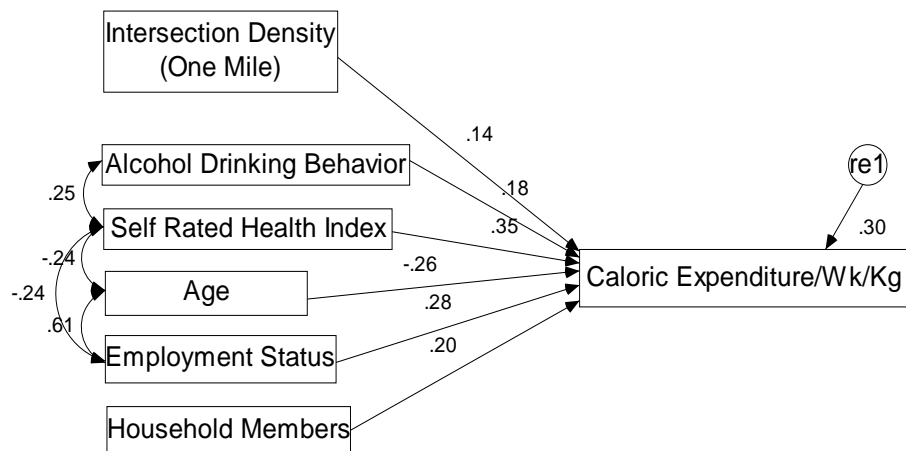 Intersection Density
(One Mile)
.14
Alcohol Drinking Behavior
.18
re1
.25
Self Rated Health Index
.35
.30
-.24
-.26
Caloric Expenditure/Wk/Kg
-.24
Age
.28
.61
Employment Status
.20
Household Members